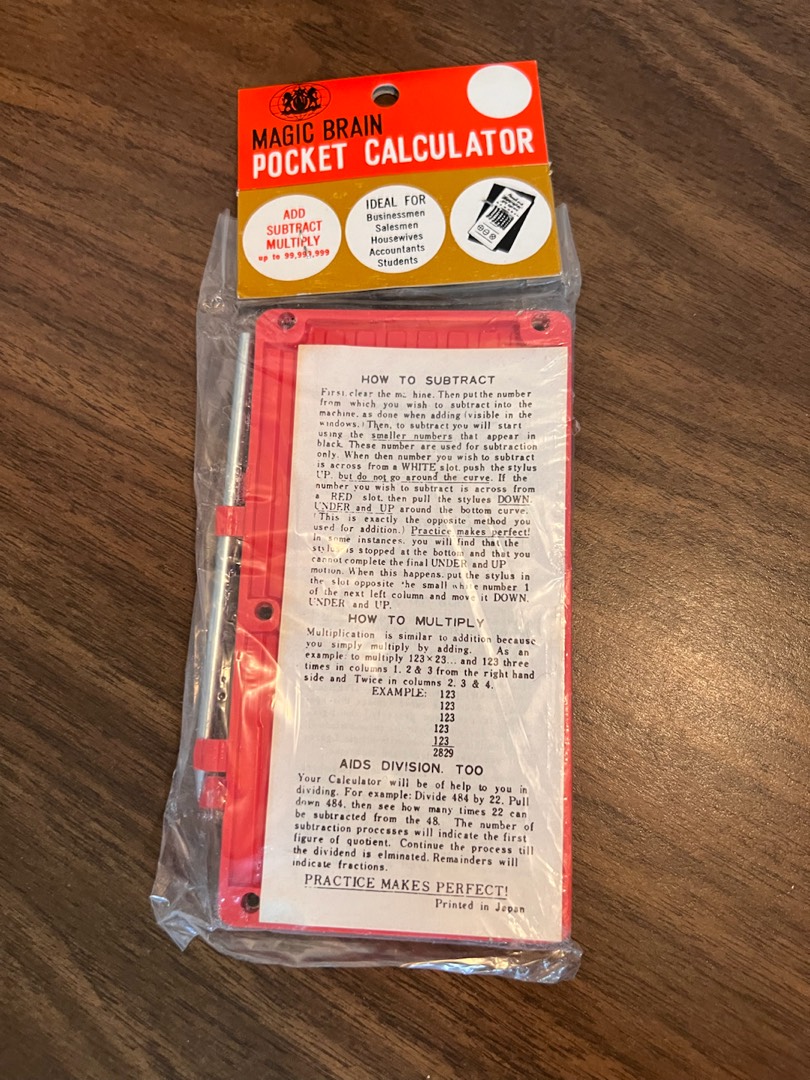 MAGIC BRAIN
POCKET CALCULATOR
ADD
SUBTRACT
MULTIPLY
up to 99,999,999
IDEAL FOR
Businessmen
Salesmen
Housewives
Accountants
Students
HOW TO SUBTRACT
First, clear the ma hine. Then put the number
from which you wish to subtract into the
machine, as done when adding (visible in the
windows.) Then, to subtract you will start
using the smaller numbers that appear in
black. These number are used for subtraction
only. When then number you wish to subtract
is across from a WHITE slot, push the stylus
UP, but do not go around the curve. If the
number you wish to subtract is across from
a RED slot, then pull the stylues DOWN,
UNDER and UP around the bottom curve.
(This is exactly the opposite method you
used for addition.) Practice makes perfect!
In some instances, you will find that the
stylus is stopped at the bottom and that you
cannot complete the final UNDER and UP
motion. When this happens, put the stylus in
the slot opposite the small white number 1
of the next left column and move it DOWN,
UNDER and UP.
HOW TO MULTIPLY
Multiplication is similar to addition because
you simply multiply by adding. As an
example: to multiply 123×23... and 123 three
times in columns 1, 2 & 3 from the right hand
side and Twice in columns 2, 3 & 4.
EXAMPLE: 123
123
123
123
123
2829
AIDS DIVISION, TOO
Your Calculator will be of help to you in
dividing. For example: Divide 484 by 22. Pull
down 484, then see how many times 22 can
be subtracted from the 48. The number of
subtraction processes will indicate the first
figure of quotient. Continue the process till
the dividend is elminated. Remainders will
indicate fractions.
PRACTICE MAKES PERFECT!
Printed in Japan